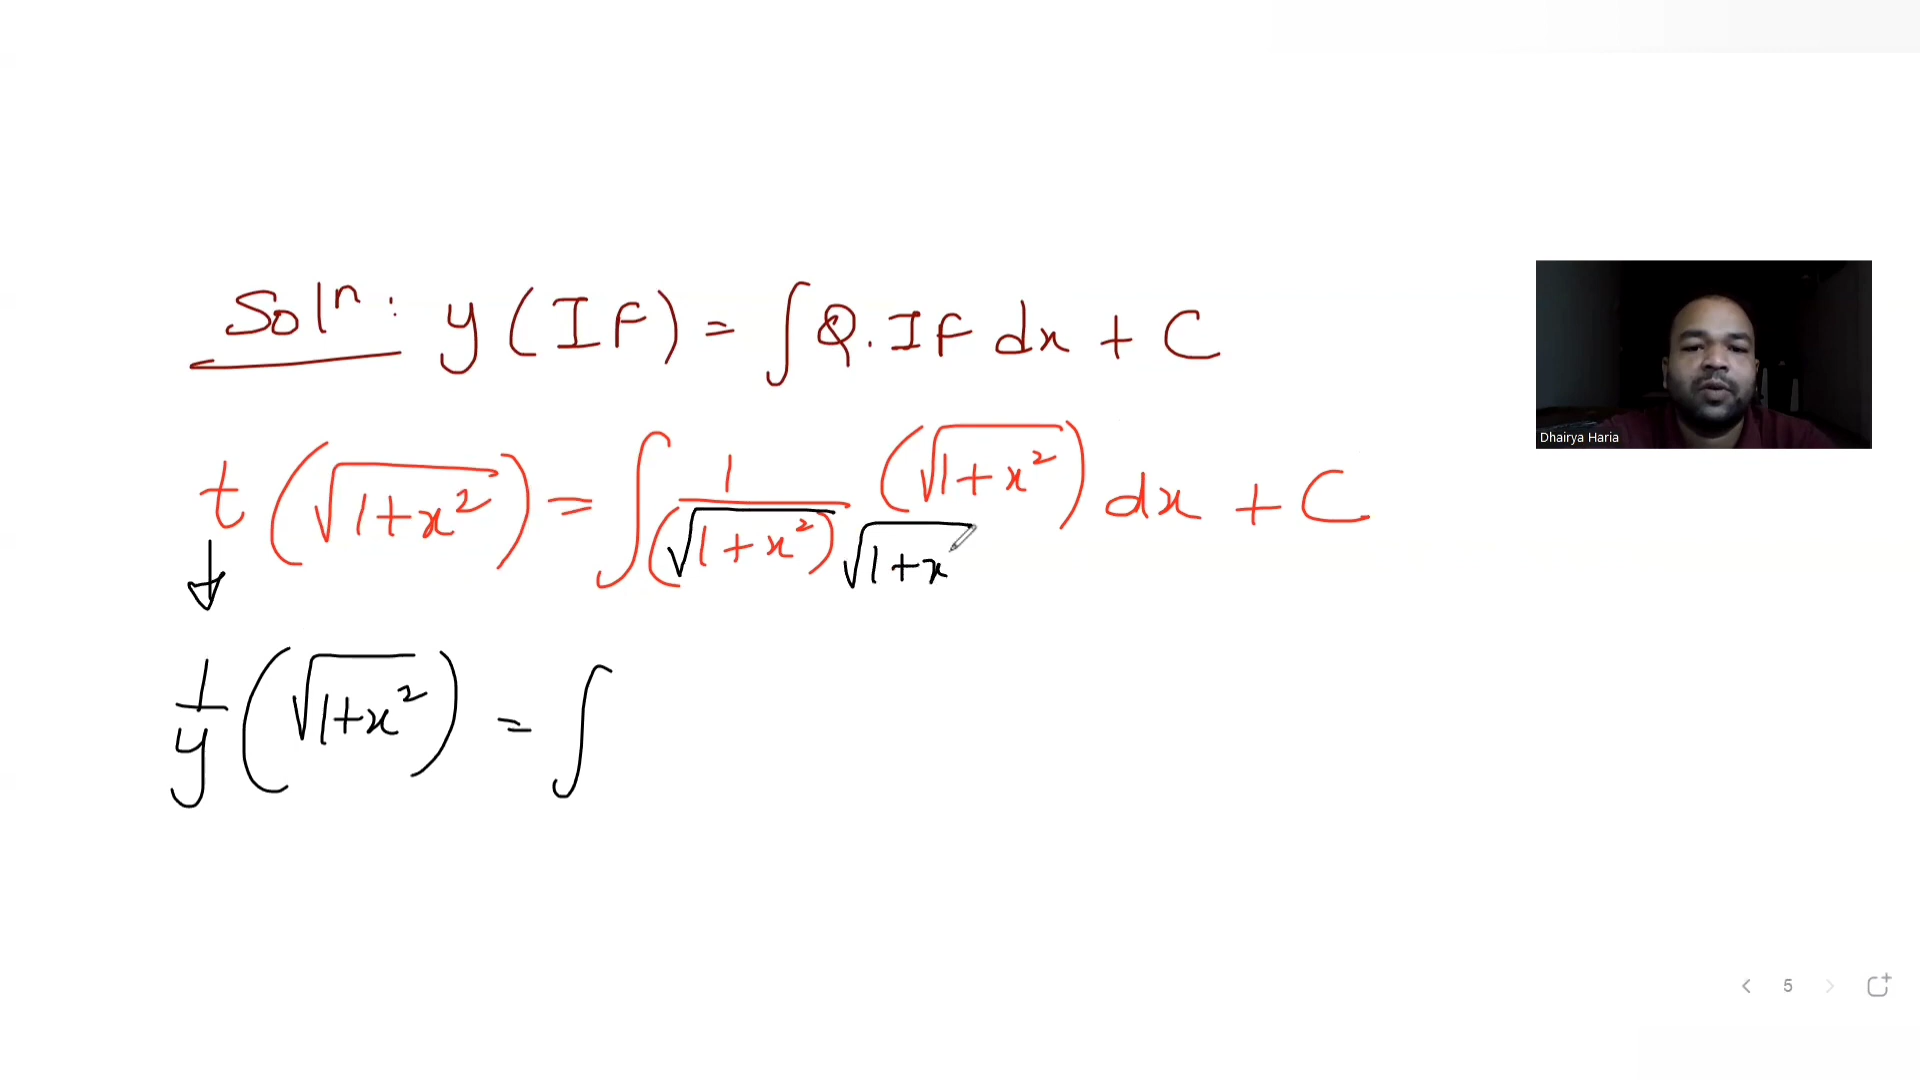 Solⁿ: y (IF) = ∫Q.IF dx + C
Dhairya Haria
t (√1+x²) = ∫ 1/(√1+x²) √1+x (√1+x²) dx + C
↓
1/y (√1+x²) = ∫
< 5 >